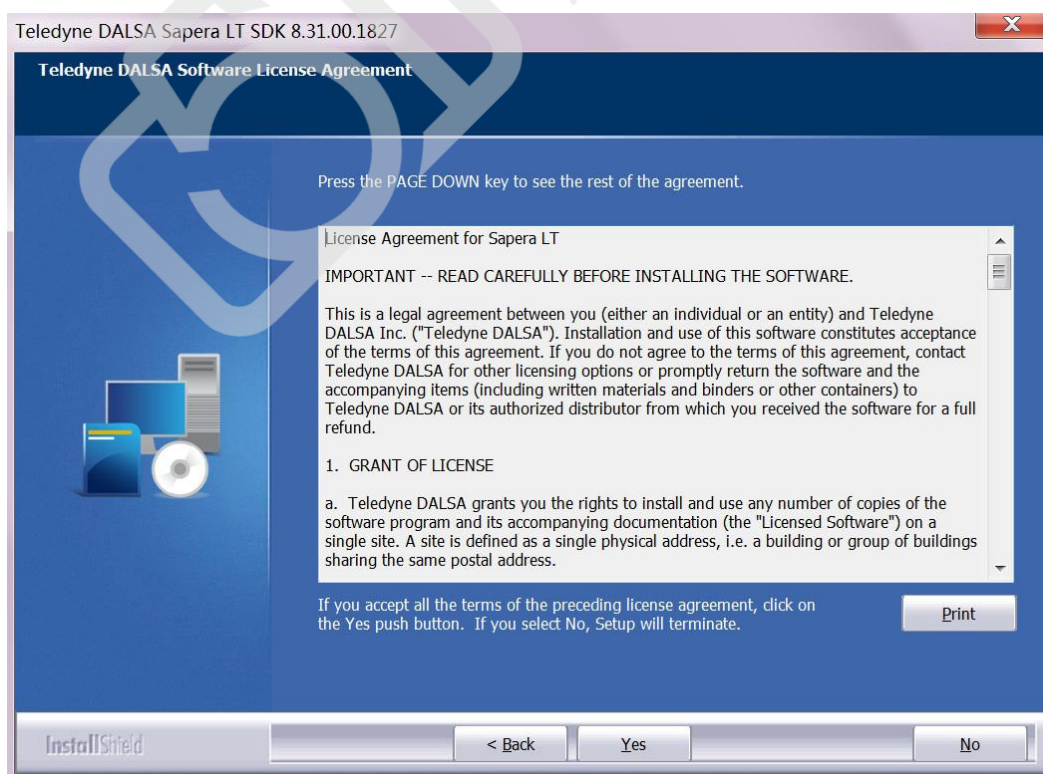 Teledyne DALSA Sapera LT SDK 8.31.00.1827
Teledyne DALSA Software License Agreement
Press the PAGE DOWN key to see the rest of the agreement.
License Agreement for Sapera LT
IMPORTANT -- READ CAREFULLY BEFORE INSTALLING THE SOFTWARE.
This is a legal agreement between you (either an individual or an entity) and Teledyne
DALSA Inc. ("Teledyne DALSA"). Installation and use of this software constitutes acceptance
of the terms of this agreement. If you do not agree to the terms of this agreement, contact
Teledyne DALSA for other licensing options or promptly return the software and the
accompanying items (including written materials and binders or other containers) to
Teledyne DALSA or its authorized distributor from which you received the software for a full
refund.
1. GRANT OF LICENSE
a. Teledyne DALSA grants you the rights to install and use any number of copies of the
software program and its accompanying documentation (the "Licensed Software") on a
single site. A site is defined as a single physical address, i.e. a building or group of buildings
sharing the same postal address.
If you accept all the terms of the preceding license agreement, click on
the Yes push button. If you select No, Setup will terminate.
Print
InstallShield
< Back
Yes
No